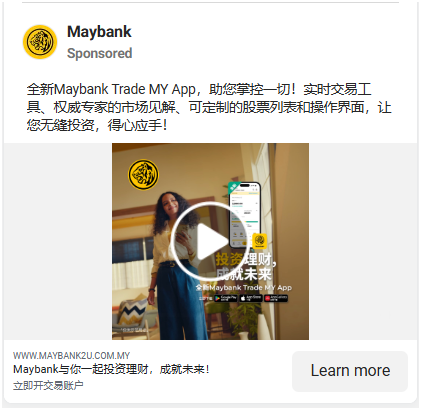 Maybank
Sponsored
全新Maybank Trade MY App，助您掌控一切！实时交易工
具、权威专家的市场见解、可定制的股票列表和操作界面，让
您无缝投资，得心应手！
投资理财，
成就未来
全新Maybank Trade MY App
Google Play
App Store
AppGallery
WWW.MAYBANK2U.COM.MY
Maybank与你一起投资理财，成就未来！
立即开交易账户
Learn more